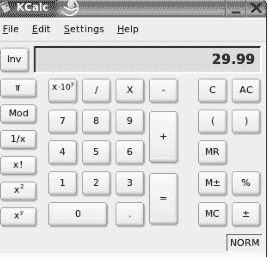 KCalc
File Edit Settings Help
Inv 29.99
π X·10ʸ / X - C AC
Mod 7 8 9 + ( )
1/x 4 5 6 MR
x!
x² 1 2 3 = M± %
xʸ 0 . MC ±
NORM